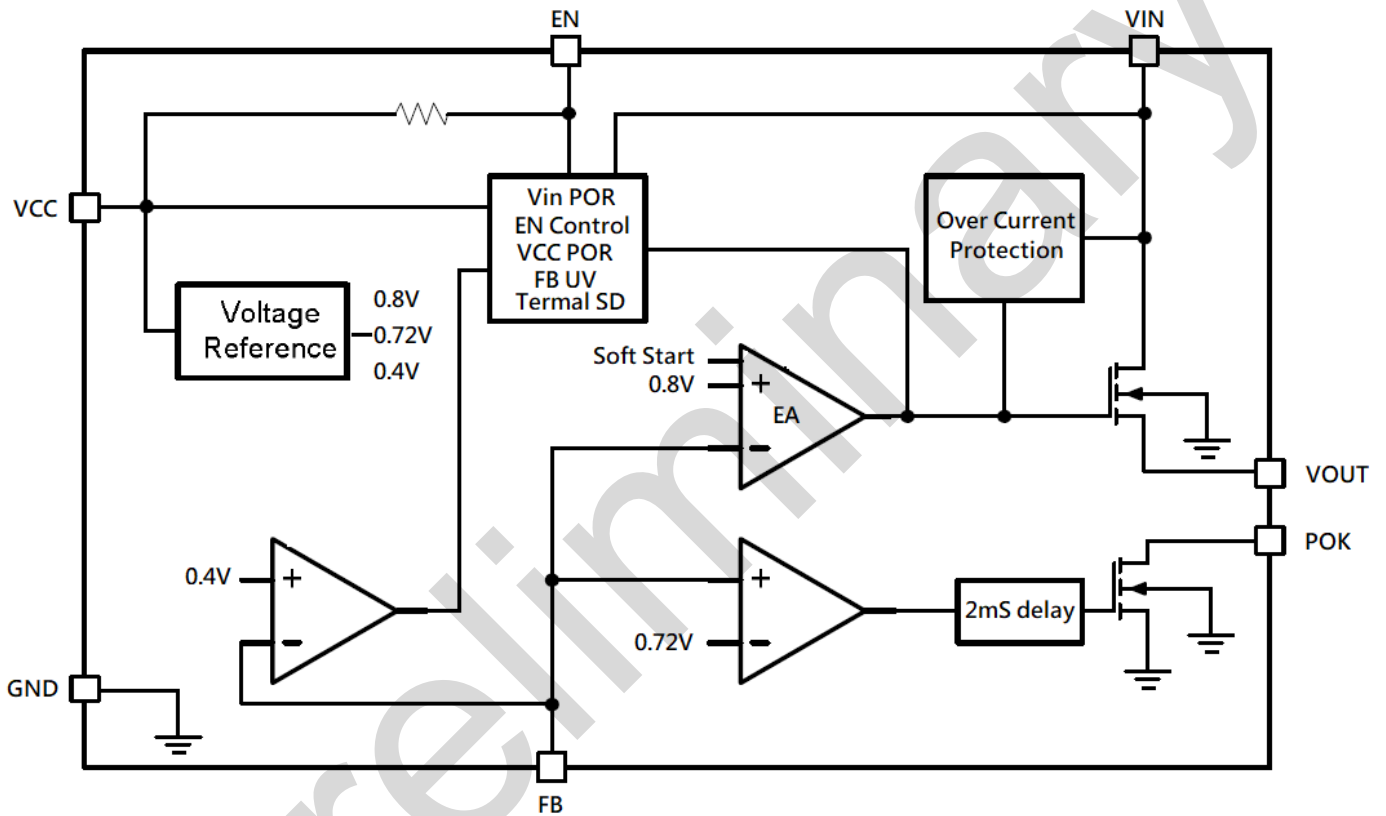 EN
VIN
VCC
Vin POR
EN Control
VCC POR
FB UV
Termal SD
Over Current
Protection
Voltage
Reference
0.8V
0.72V
0.4V
Soft Start
0.8V
+
EA
-
VOUT
POK
0.4V
+
-
+
0.72V
-
2mS delay
GND
FB
reliminary